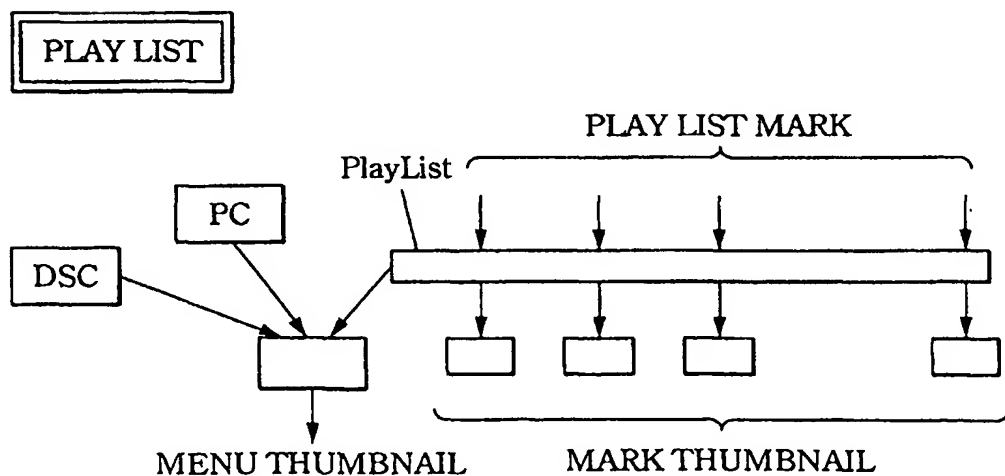 PLAY LIST
PLAY LIST MARK
PlayList
PC
DSC
MENU THUMBNAIL
MARK THUMBNAIL